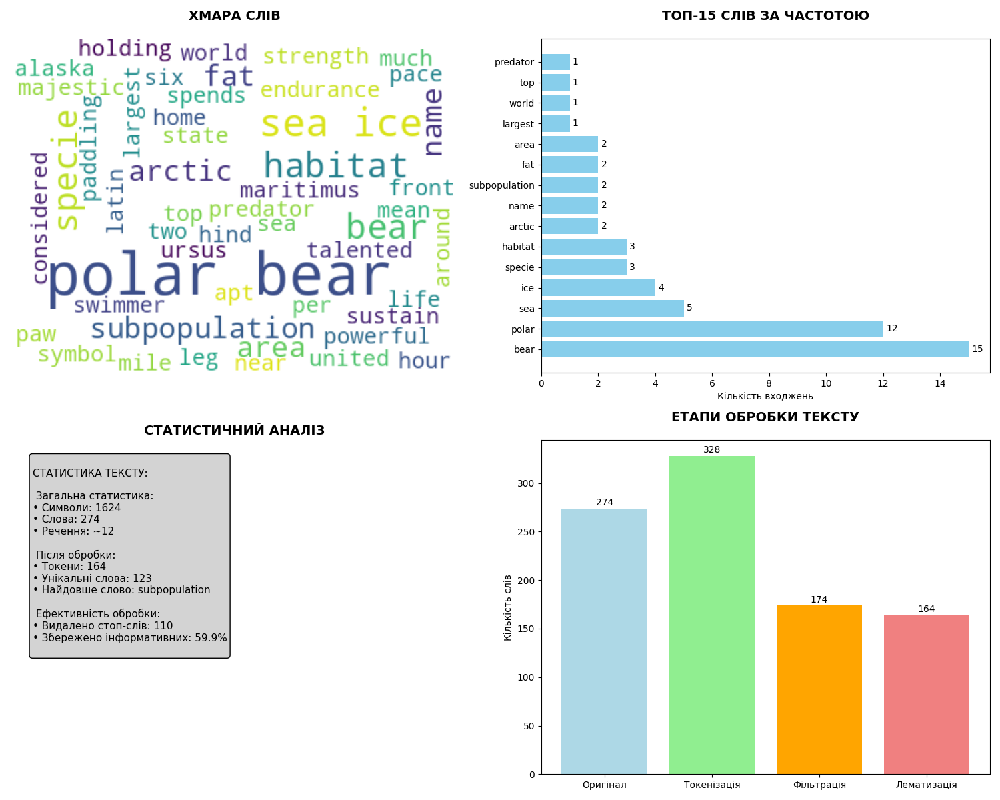 ХМАРА СЛІВ
holding
world
strength
much
alaska
six
fat
pace
majestic
largest
spends
endurance
name
specie
paddling
home
sea ice
state
arctic
habitat
considered
latin
maritimus
front
top
predator
sea
mean
around
two
hind
bear
ursus
talented
polar bear
apt
life
swimmer
per
sustain
paw
subpopulation
powerful
symbol
mile
leg
area
near
united
hour
ТОП-15 СЛІВ ЗА ЧАСТОТОЮ
predator 1
top 1
world 1
largest 1
area 2
fat 2
subpopulation 2
name 2
arctic 2
habitat 3
specie 3
ice 4
sea 5
polar 12
bear 15
0 2 4 6 8 10 12 14
Кількість входжень
СТАТИСТИЧНИЙ АНАЛІЗ
СТАТИСТИКА ТЕКСТУ:
Загальна статистика:
• Символи: 1624
• Слова: 274
• Речення: ~12
Після обробки:
• Токени: 164
• Унікальні слова: 123
• Найдовше слово: subpopulation
Ефективність обробки:
• Видалено стоп-слів: 110
• Збережено інформативних: 59.9%
ЕТАПИ ОБРОБКИ ТЕКСТУ
Кількість слів
300
250
200
150
100
50
0
274
328
174
164
Оригінал Токенізація Фільтрація Лематизація